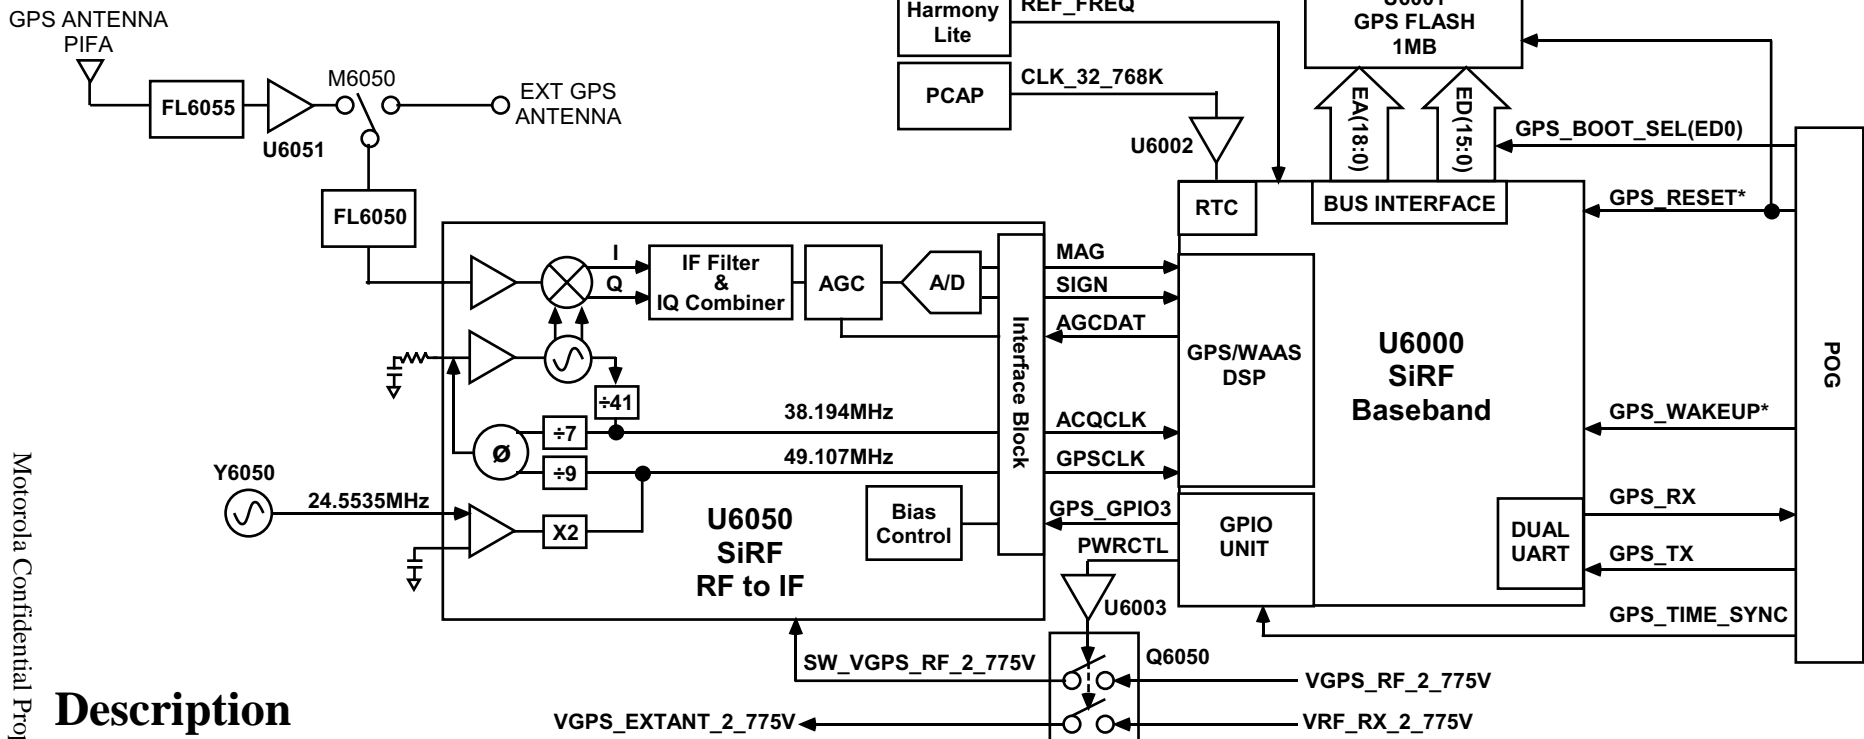 GPS ANTENNA
PIFA
FL6055
U6051
M6050
EXT GPS
ANTENNA
FL6050
Harmony
Lite
REF_FREQ
PCAP
CLK_32_768K
U6002
U6001
GPS FLASH
1MB
EA(18:0)
ED(15:0)
GPS_BOOT_SEL(ED0)
GPS_RESET*
RTC
BUS INTERFACE
I
Q
IF Filter
&
IQ Combiner
AGC
A/D
Interface Block
MAG
SIGN
AGCDAT
GPS/WAAS
DSP
U6000
SiRF
Baseband
POG
÷41
÷7
38.194MHz
ACQCLK
GPS_WAKEUP*
ø
÷9
49.107MHz
GPSCLK
Y6050
24.5535MHz
X2
U6050
SiRF
RF to IF
Bias
Control
GPS_GPIO3
PWRCTL
GPIO
UNIT
DUAL
UART
GPS_RX
GPS_TX
GPS_TIME_SYNC
U6003
Q6050
SW_VGPS_RF_2_775V
VGPS_RF_2_775V
VGPS_EXTANT_2_775V
VRF_RX_2_775V
Motorola Confidential Prop
Description